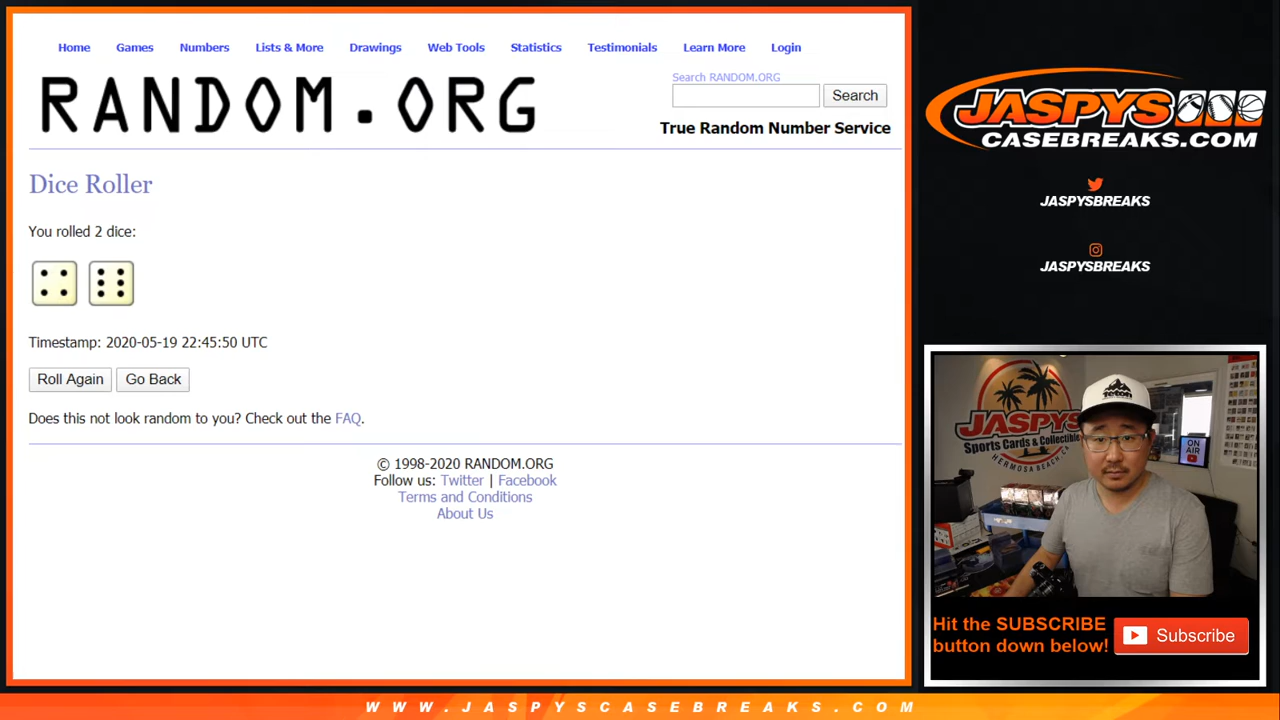 Home Games Numbers Lists & More Drawings Web Tools Statistics Testimonials Learn More Login
RANDOM.ORG
Search RANDOM.ORG
Search
True Random Number Service
Dice Roller
You rolled 2 dice:
Timestamp: 2020-05-19 22:45:50 UTC
Roll Again Go Back
Does this not look random to you? Check out the FAQ.
© 1998-2020 RANDOM.ORG
Follow us: Twitter | Facebook
Terms and Conditions
About Us
JASPYS
CASEBREAKS.COM
JASPYSBREAKS
JASPYSBREAKS
JASPYS
Sports Cards & Collectible
HERMOSA BEACH, CA
TETON
ON AIR
Hit the SUBSCRIBE
button down below!
Subscribe
WWW.JASPYSCASEBREAKS.COM